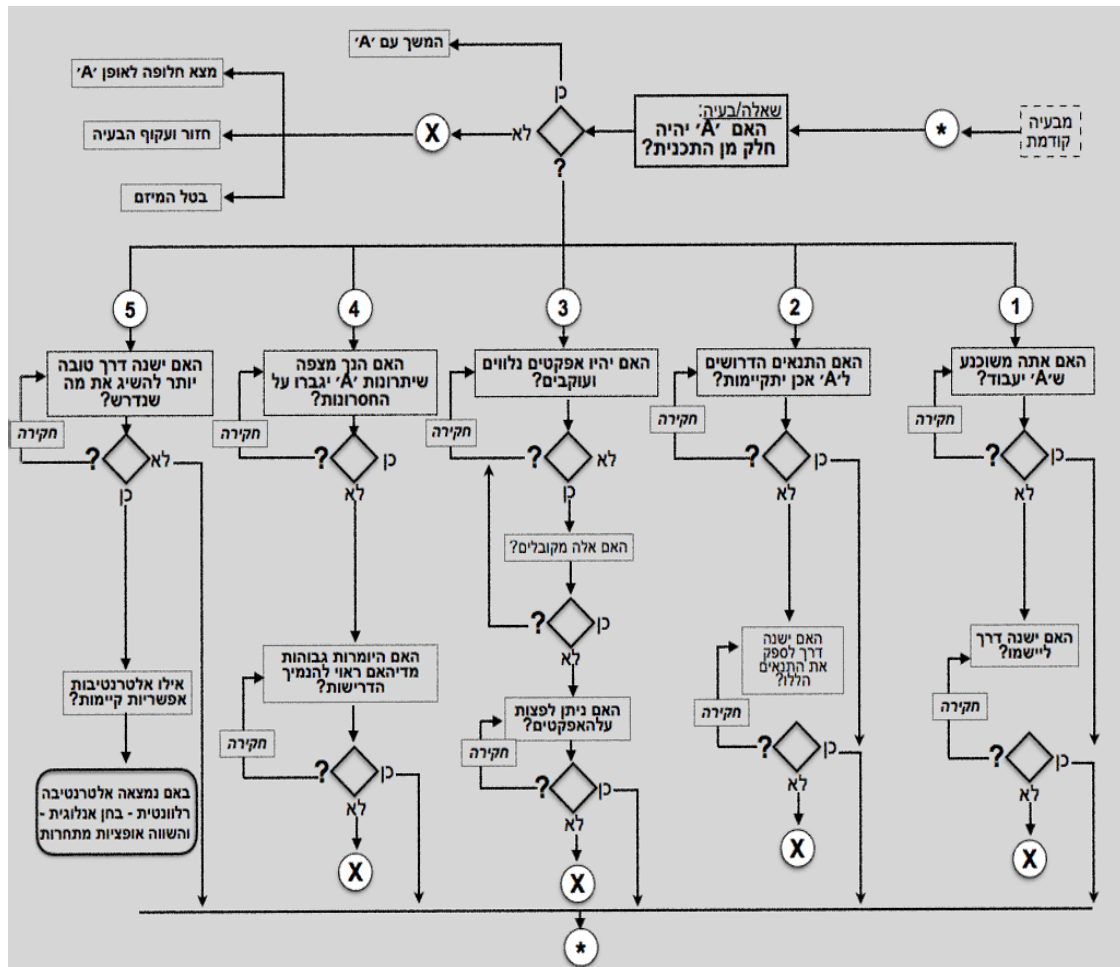 המשך עם 'A'
מצא חלופה לאופן 'A'
חזור ועקוף הבעיה
בטל המיזם
כן
לא
?
X
שאלה/בעיה:
האם 'A' יהיה
חלק מן התכנית?
*
מבעיה
קודמת
1
האם אתה משוכנע
ש'A' יעבוד?
חקירה
?
כן
לא
האם ישנה דרך
ליישמו?
חקירה
?
כן
לא
X
2
האם התנאים הדרושים
ל'A' אכן יתקיימות?
חקירה
?
כן
לא
האם ישנה
דרך לספק
את התנאים
הללו?
חקירה
?
כן
לא
X
3
האם יהיו אפקטים נלווים
ועוקבים?
חקירה
?
לא
כן
האם אלה מקובלים?
?
כן
לא
האם ניתן לפצות
עלהאפקטים?
חקירה
?
כן
לא
X
4
האם הנך מצפה
שיתרונות 'A' יגברו על
החסרונות?
חקירה
?
כן
לא
האם היומרות גבוהות
מדיהאם ראוי להנמיך
הדרישות?
חקירה
?
כן
לא
X
5
האם ישנה דרך טובה
יותר להשיג את מה
שנדרש?
חקירה
?
לא
כן
אילו אלטרנטיבות
אפשריות קיימות?
באם נמצאה אלטרנטיבה
רלוונטית - בחן אנלוגית -
והשווה אופציות מתחרות
*